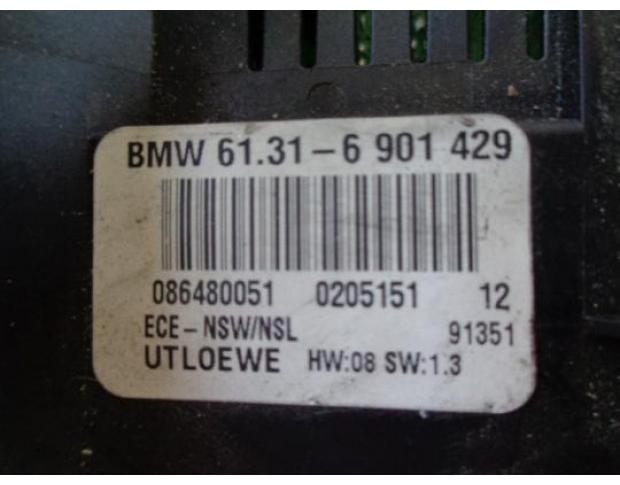 BMW 61.31-6 901 429
086480051 0205151 12
ECE-NSW/NSL 91351
UTLOEWE HW:08 SW:1.3